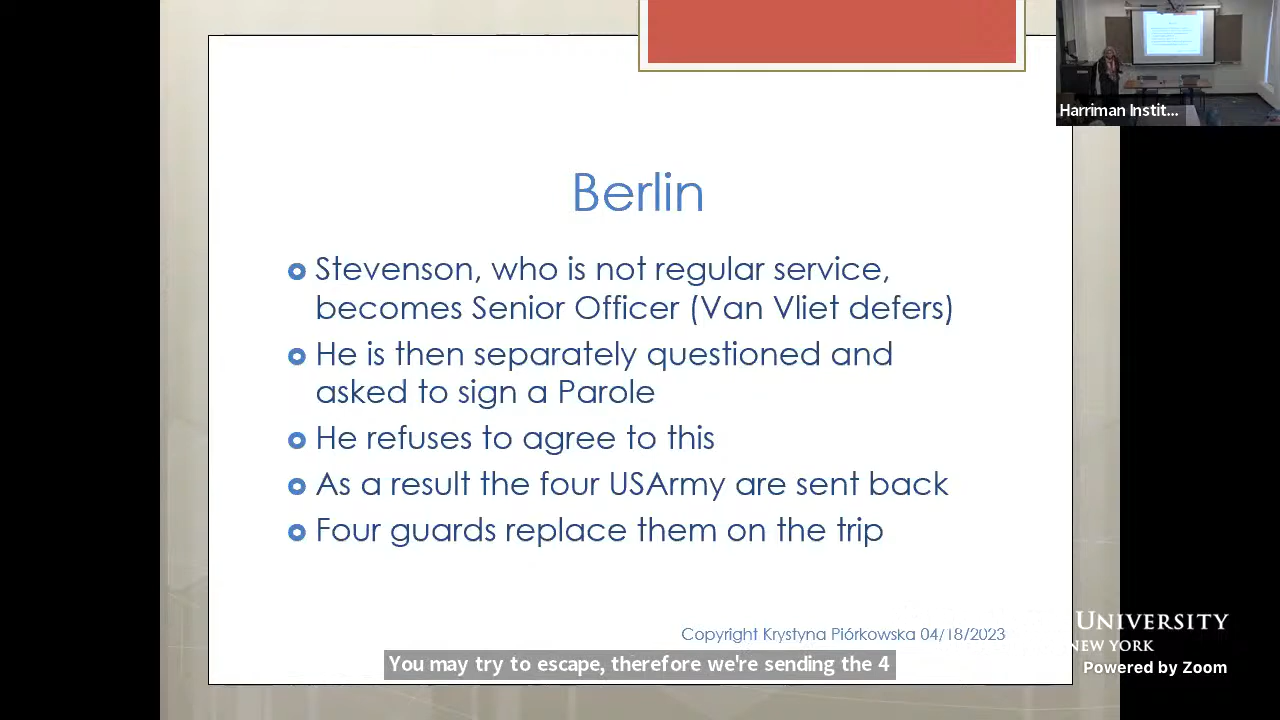 Harriman Instit...
Berlin
Stevenson, who is not regular service,
becomes Senior Officer (Van Vliet defers)
He is then separately questioned and
asked to sign a Parole
He refuses to agree to this
As a result the four USArmy are sent back
Four guards replace them on the trip
Copyright Krystyna Piórkowska 04/18/2023
UNIVERSITY
NEW YORK
Powered by Zoom
You may try to escape, therefore we're sending the 4